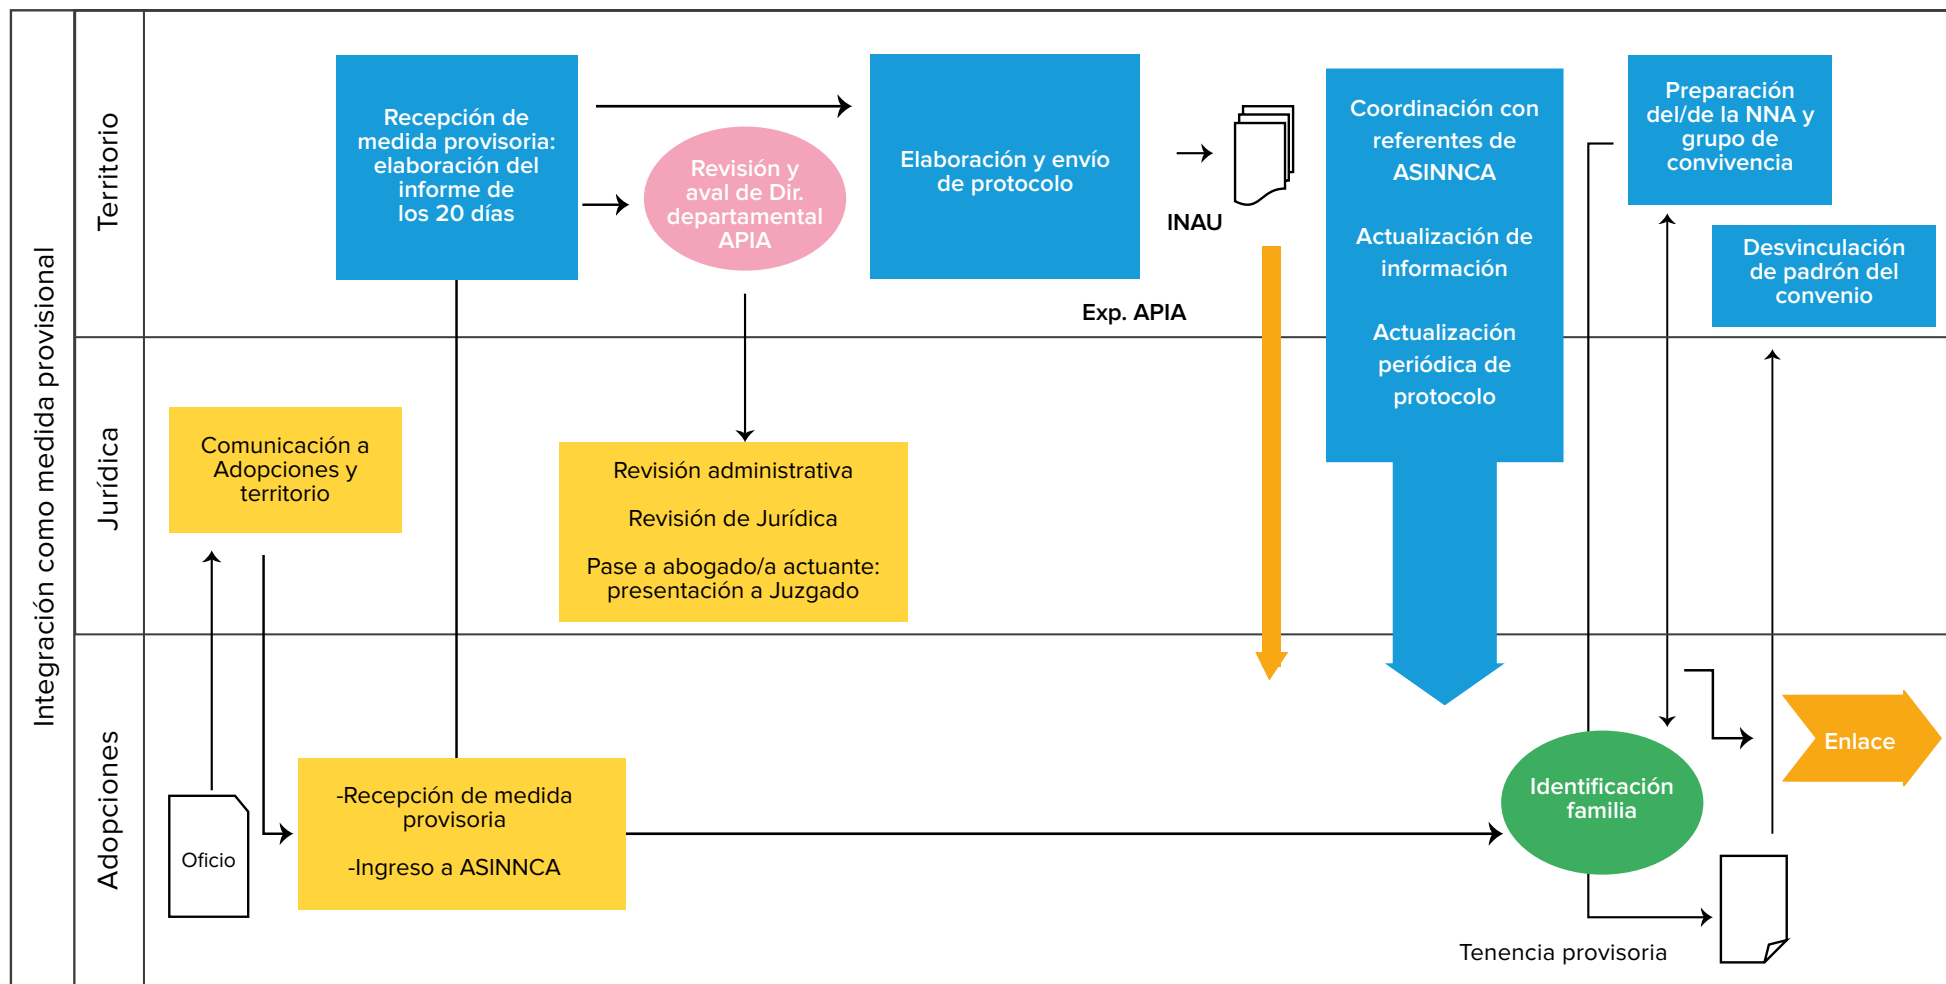 Integración como medida provisional
Territorio
Recepción de
medida provisoria:
elaboración del
informe de
los 20 días
Revisión y
aval de Dir.
departamental
APIA
Elaboración y envío
de protocolo
INAU
Exp. APIA
Coordinación con
referentes de
ASINNCA
Actualización de
información
Actualización
periódica de
protocolo
Preparación
del/de la NNA y
grupo de
convivencia
Desvinculación
de padrón del
convenio
Jurídica
Comunicación a
Adopciones y
territorio
Revisión administrativa
Revisión de Jurídica
Pase a abogado/a actuante:
presentación a Juzgado
Adopciones
Oficio
-Recepción de medida
provisoria
-Ingreso a ASINNCA
Identificación
familia
Enlace
Tenencia provisoria